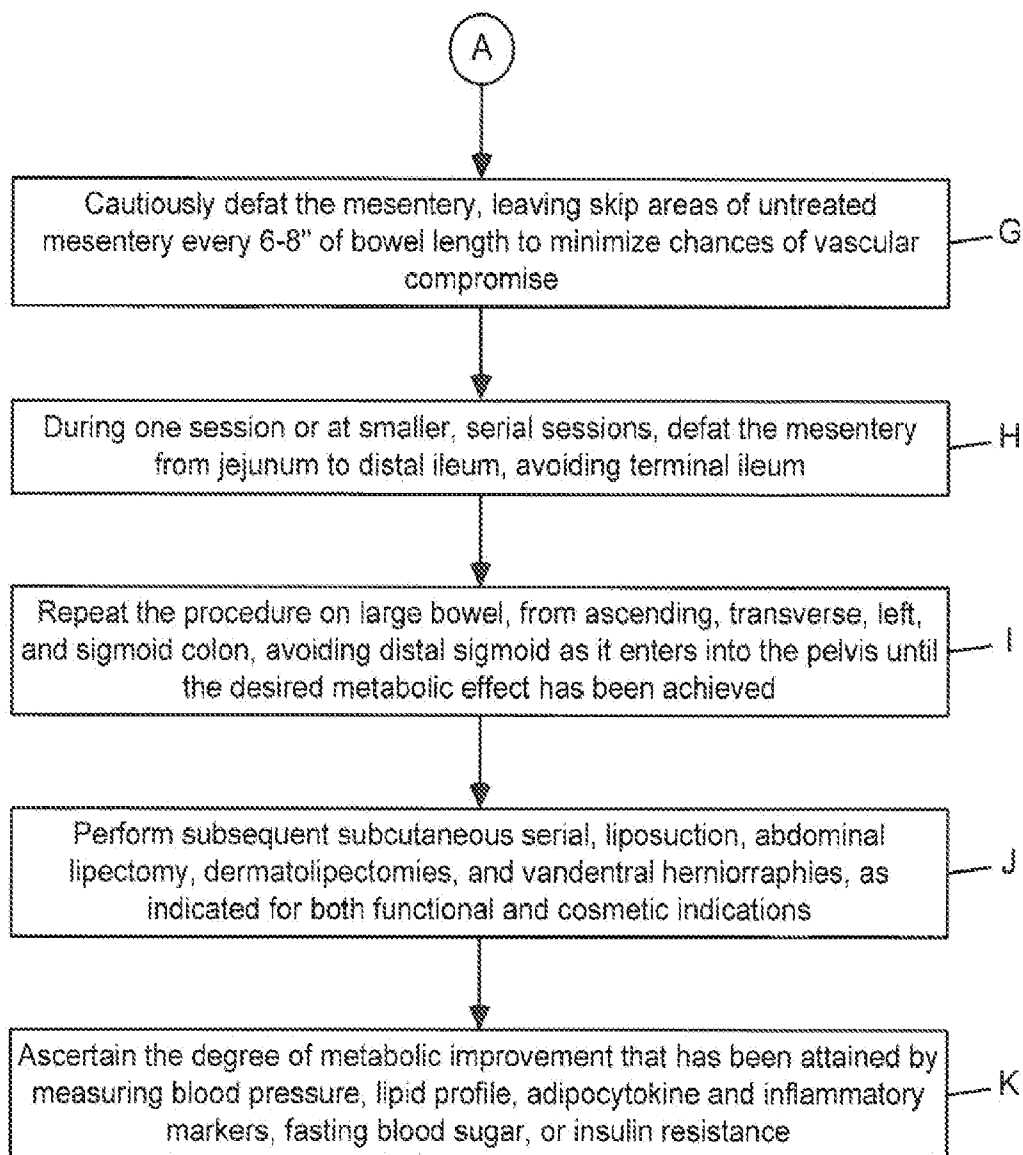 A
Cautiously defat the mesentery, leaving skip areas of untreated
mesentery every 6-8" of bowel length to minimize chances of vascular
compromise
G
During one session or at smaller, serial sessions, defat the mesentery
from jejunum to distal ileum, avoiding terminal ileum
H
Repeat the procedure on large bowel, from ascending, transverse, left,
and sigmoid colon, avoiding distal sigmoid as it enters into the pelvis until
the desired metabolic effect has been achieved
I
Perform subsequent subcutaneous serial, liposuction, abdominal
lipectomy, dermatolipectomies, and vandentral herniorraphies, as
indicated for both functional and cosmetic indications
J
Ascertain the degree of metabolic improvement that has been attained by
measuring blood pressure, lipid profile, adipocytokine and inflammatory
markers, fasting blood sugar, or insulin resistance
K